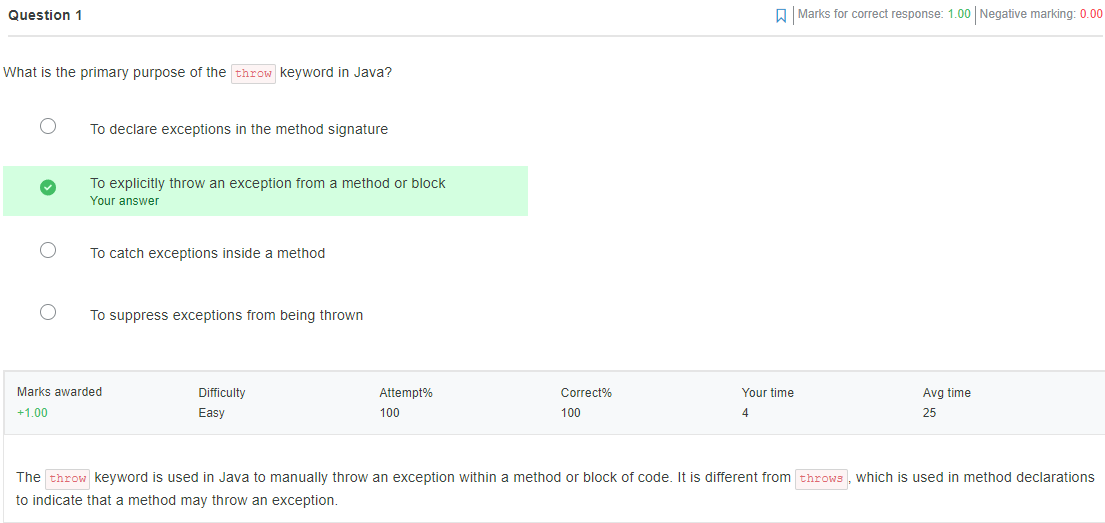 Question 1
Marks for correct response: 1.00 Negative marking: 0.00
What is the primary purpose of the throw keyword in Java?
To declare exceptions in the method signature
To explicitly throw an exception from a method or block
Your answer
To catch exceptions inside a method
To suppress exceptions from being thrown
Marks awarded Difficulty Attempt% Correct% Your time Avg time
+1.00 Easy 100 100 4 25
The throw keyword is used in Java to manually throw an exception within a method or block of code. It is different from throws, which is used in method declarations
to indicate that a method may throw an exception.